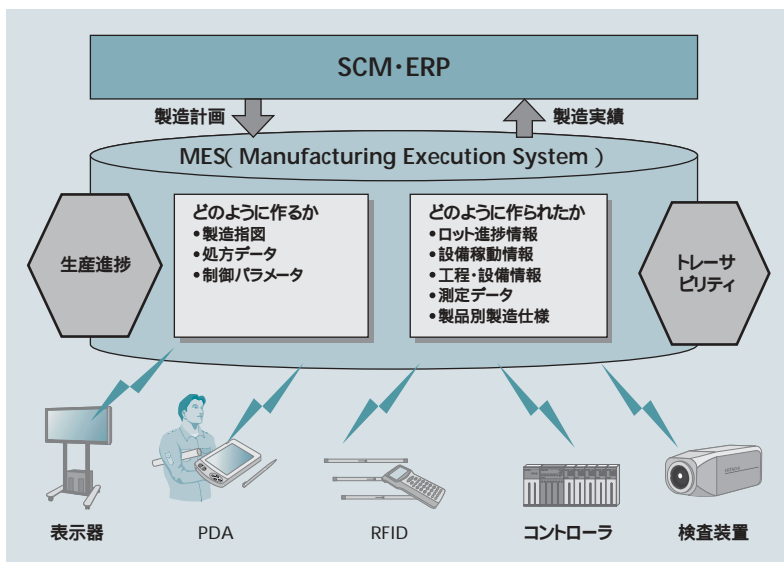 SCM・ERP
製造計画
製造実績
MES( Manufacturing Execution System )
生産進捗
どのように作るか
•製造指図
•処方データ
•制御パラメータ
どのように作られたか
•ロット進捗情報
•設備稼動情報
•工程・設備情報
•測定データ
•製品別製造仕様
トレーサ
ビリティ
HITACHI
表示器
PDA
RFID
コントローラ
検査装置